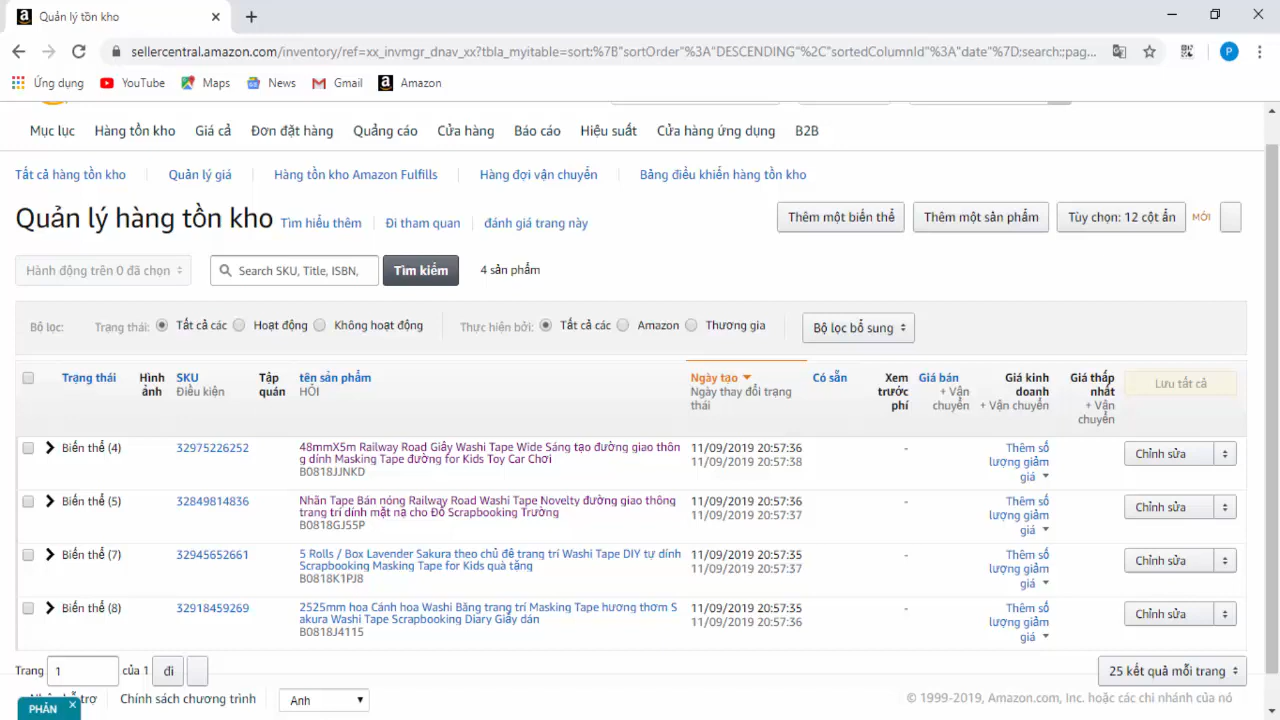 Quản lý tồn kho
sellercentral.amazon.com/inventory/ref=xx_invmgr_dnav_xx?tbla_myitable=sort:%7B"sortOrder"%3A"DESCENDING"%2C"sortedColumnId"%3A"date"%7D;search:;pag...
P
Ứng dụng YouTube Maps News Gmail Amazon
Mục lục Hàng tồn kho Giá cả Đơn đặt hàng Quảng cáo Cửa hàng Báo cáo Hiệu suất Cửa hàng ứng dụng B2B
Tất cả hàng tồn kho Quản lý giá Hàng tồn kho Amazon Fulfills Hàng đợi vận chuyển Bảng điều khiển hàng tồn kho
Quản lý hàng tồn kho Tìm hiểu thêm Đi tham quan đánh giá trang này Thêm một biến thể Thêm một sản phẩm Tùy chọn: 12 cột ẩn MỚI
Hành động trên 0 đã chọn Search SKU, Title, ISBN, Tìm kiếm 4 sản phẩm
Bộ lọc: Trạng thái: Tất cả các Hoạt động Không hoạt động Thực hiện bởi: Tất cả các Amazon Thương gia Bộ lọc bổ sung
Trạng thái Hình ảnh SKU Điều kiện Tập quán tên sản phẩm HỎI Ngày tạo Ngày thay đổi trạng thái Có sẵn Xem trước phí Giá bán + Vận chuyển Giá kinh doanh + Vận chuyển Giá thấp nhất + Vận chuyển Lưu tất cả
Biến thể (4) 32975226252 48mmX5m Railway Road Giấy Washi Tape Wide Sáng tạo đường giao thôn
g dính Masking Tape đường for Kids Toy Car Chơi
B0818JJNKD
11/09/2019 20:57:36
11/09/2019 20:57:38
-
Thêm số
lượng giảm
giá
Chỉnh sửa
Biến thể (5) 32849814836 Nhãn Tape Bán nóng Railway Road Washi Tape Novelty đường giao thông
trang trí dính mặt nạ cho Đồ Scrapbooking Trường
B0818GJ55P
11/09/2019 20:57:36
11/09/2019 20:57:37
-
Thêm số
lượng giảm
giá
Chỉnh sửa
Biến thể (7) 32945652661 5 Rolls / Box Lavender Sakura theo chủ đề trang trí Washi Tape DIY tự dính
Scrapbooking Masking Tape for Kids quà tặng
B0818K1PJ8
11/09/2019 20:57:35
11/09/2019 20:57:37
-
Thêm số
lượng giảm
giá
Chỉnh sửa
Biến thể (8) 32918459269 2525mm hoa Cánh hoa Washi Băng trang trí Masking Tape hương thơm S
akura Washi Tape Scrapbooking Diary Giấy dán
B0818J4115
11/09/2019 20:57:35
11/09/2019 20:57:36
-
Thêm số
lượng giảm
giá
Chỉnh sửa
Trang 1 của 1 đi 25 kết quả mỗi trang
trợ Chính sách chương trình Anh © 1999-2019, Amazon.com, Inc. hoặc các chi nhánh của nó
PHẢN